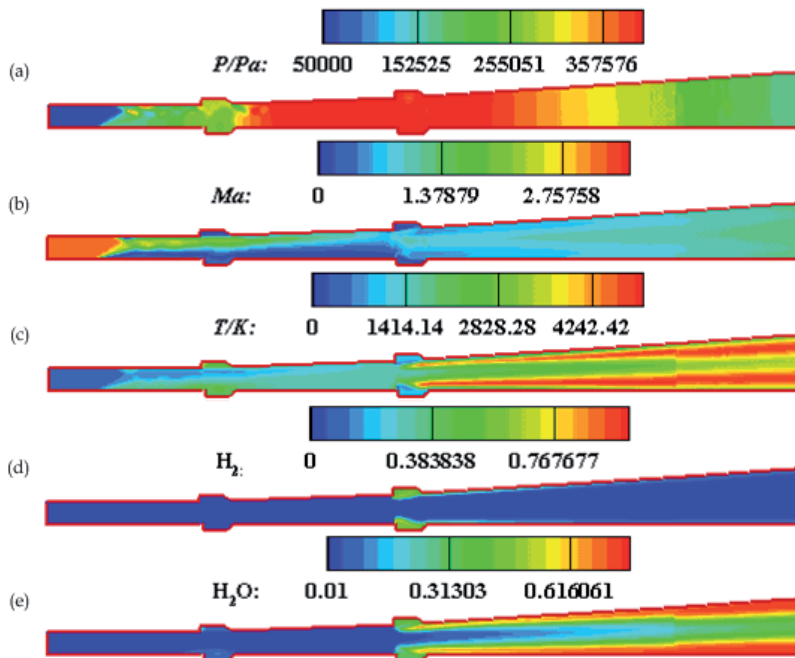 (a)
P/Pa: 50000 152525 255051 357576
(b)
Ma: 0 1.37879 2.75758
(c)
T/K: 0 1414.14 2828.28 4242.42
(d)
H2: 0 0.383838 0.767677
(e)
H2O: 0.01 0.31303 0.616061